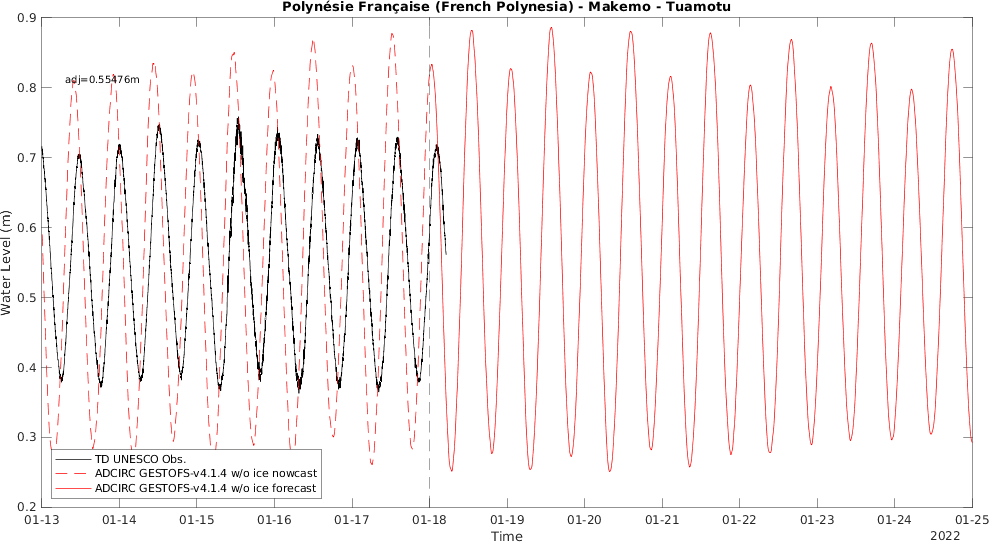 Polynésie Française (French Polynesia) - Makemo - Tuamotu
0.9
0.8
0.7
0.6
0.5
0.4
0.3
0.2
Water Level (m)
adj=0.55476m
TD UNESCO Obs.
ADCIRC GESTOFS-v4.1.4 w/o ice nowcast
ADCIRC GESTOFS-v4.1.4 w/o ice forecast
01-13 01-14 01-15 01-16 01-17 01-18 01-19 01-20 01-21 01-22 01-23 01-24 01-25
Time
2022